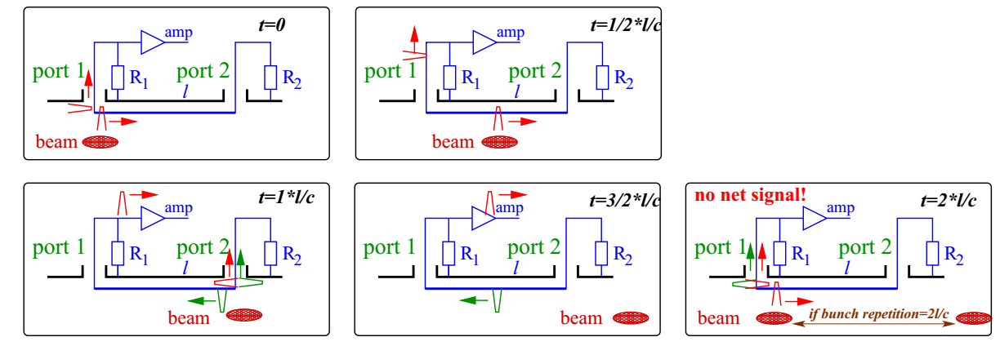 t=0
amp
port 1
port 2
R1
l
R2
beam
t=1/2*l/c
amp
port 1
port 2
R1
l
R2
beam
t=1*l/c
amp
port 1
port 2
R1
l
R2
beam
t=3/2*l/c
amp
port 1
port 2
R1
l
R2
beam
no net signal!
t=2*l/c
amp
port 1
port 2
R1
l
R2
beam
if bunch repetition=2l/c